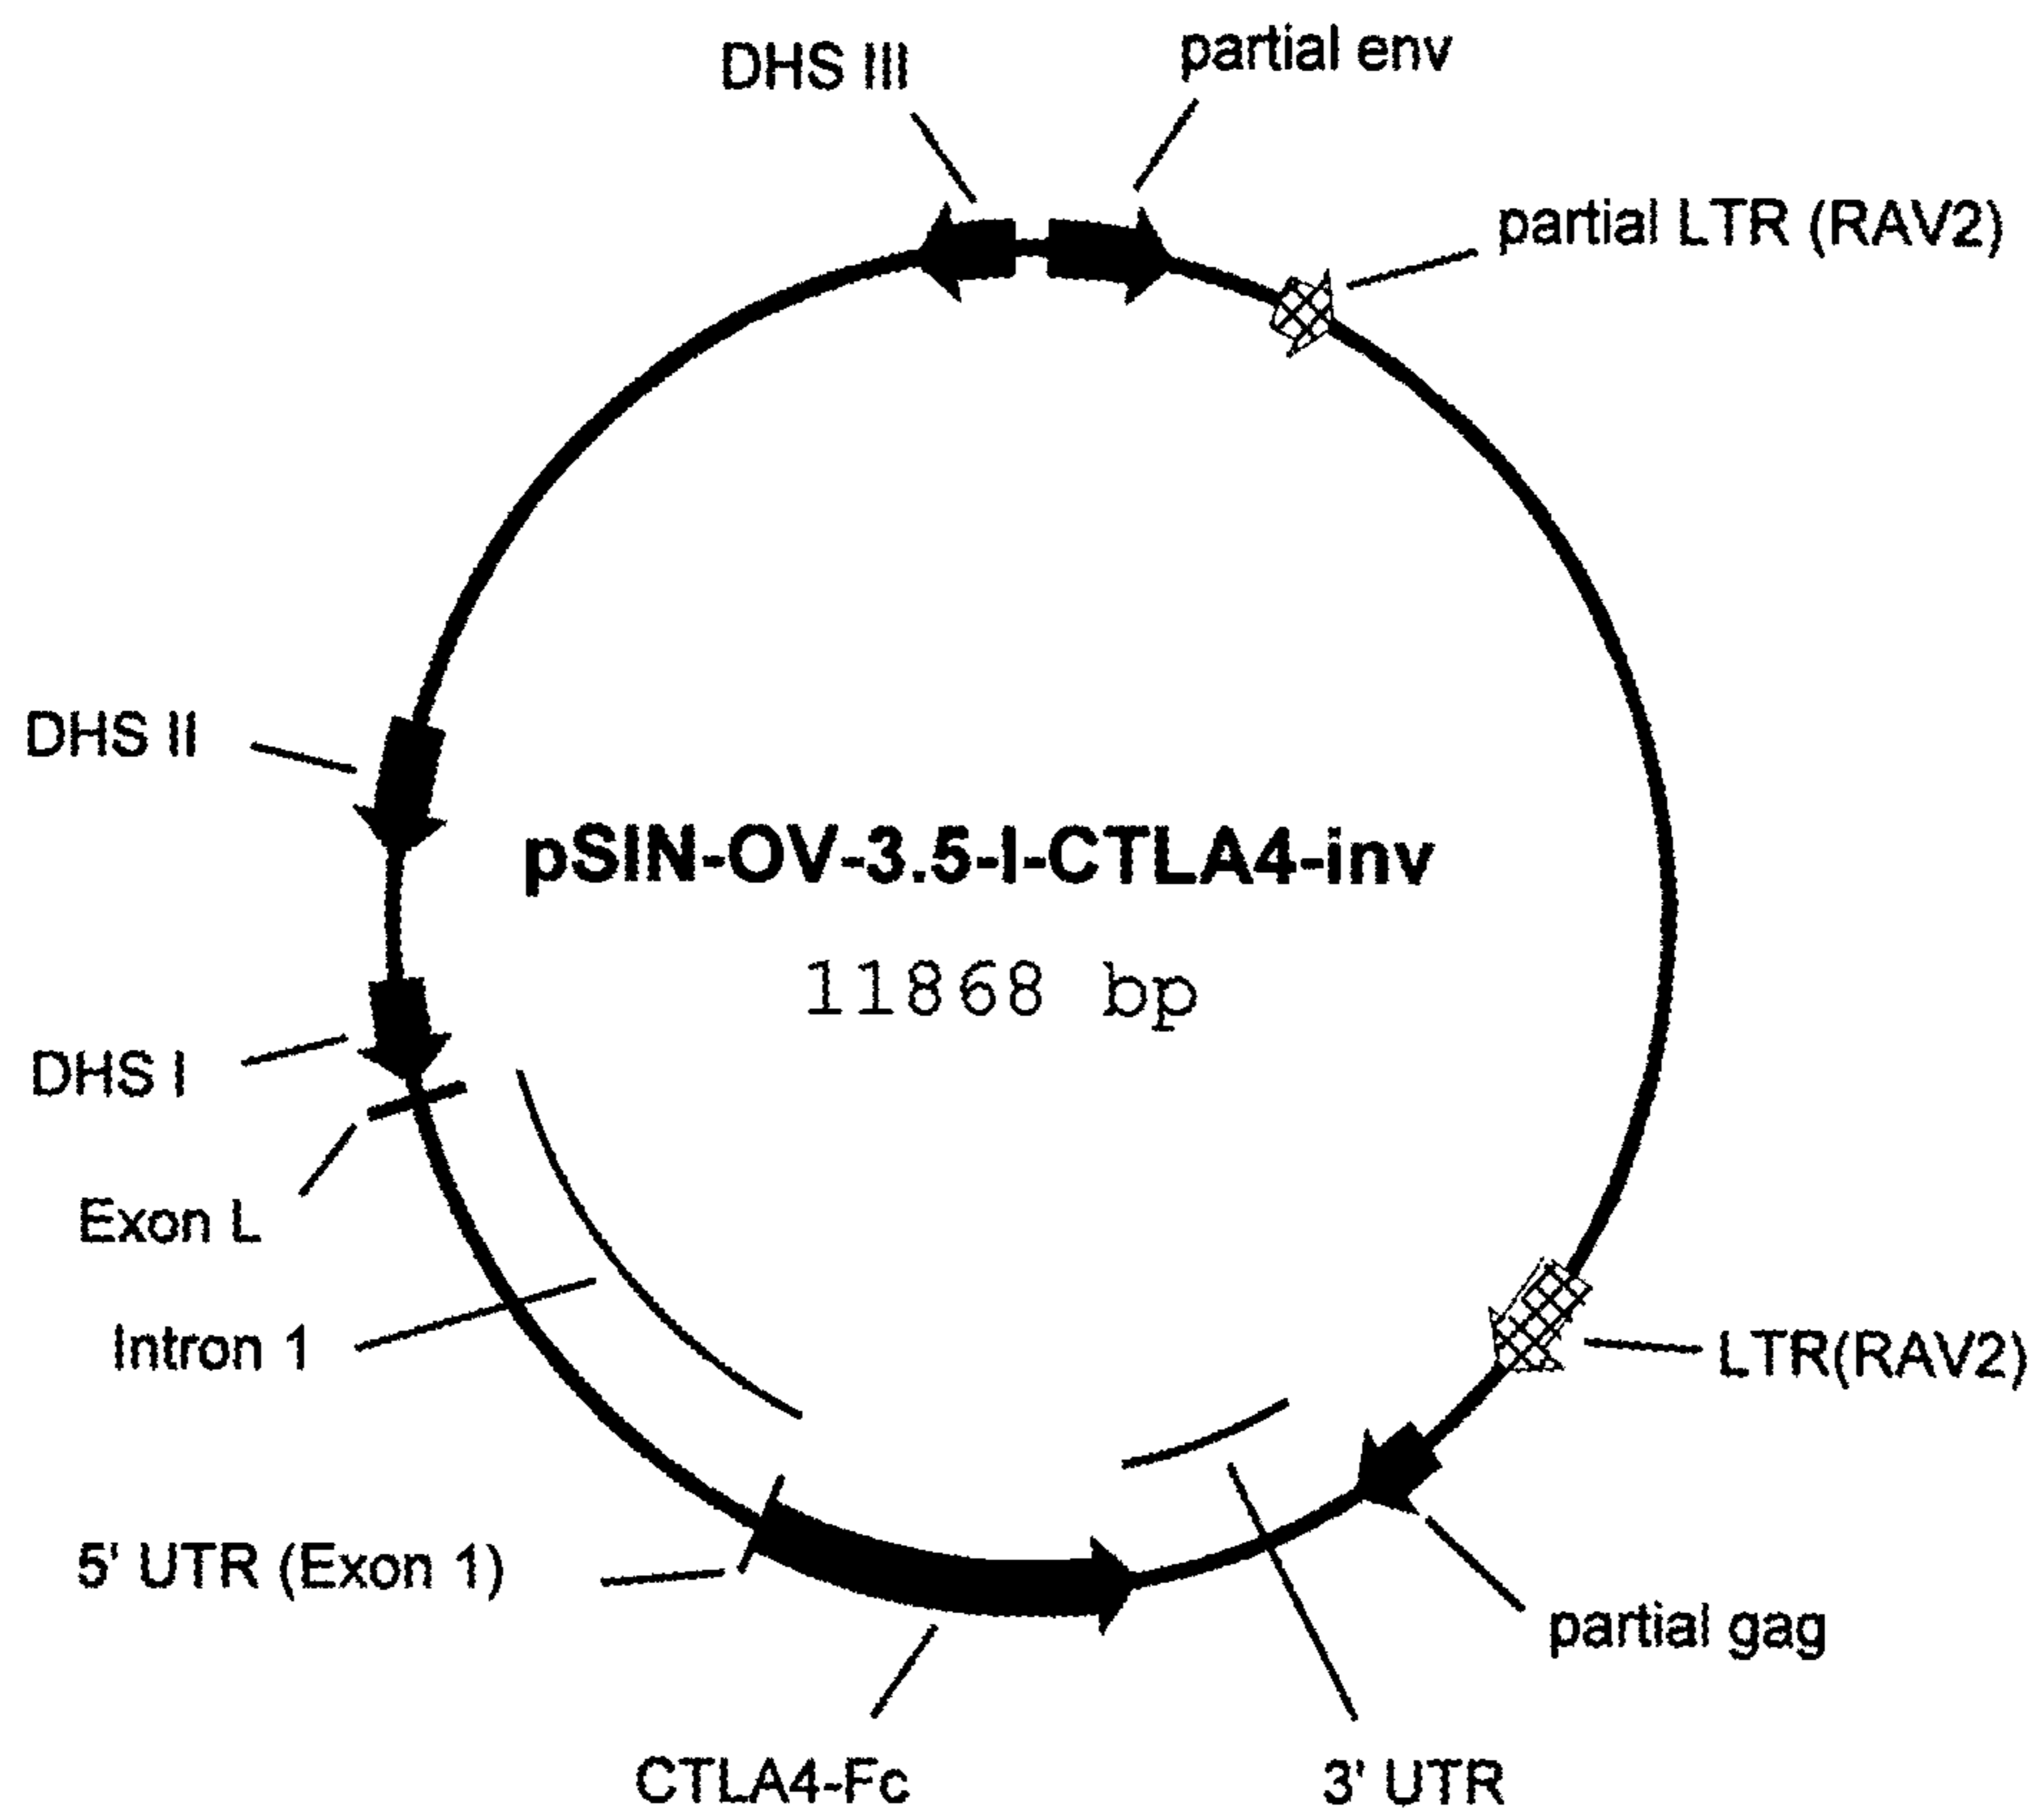 DHS III
partial env
partial LTR (RAV2)
DHS II
pSIN-OV-3.5-I-CTLA4-inv
11868 bp
DHS I
Exon L
Intron 1
LTR(RAV2)
5' UTR (Exon 1)
partial gag
CTLA4-Fc
3' UTR